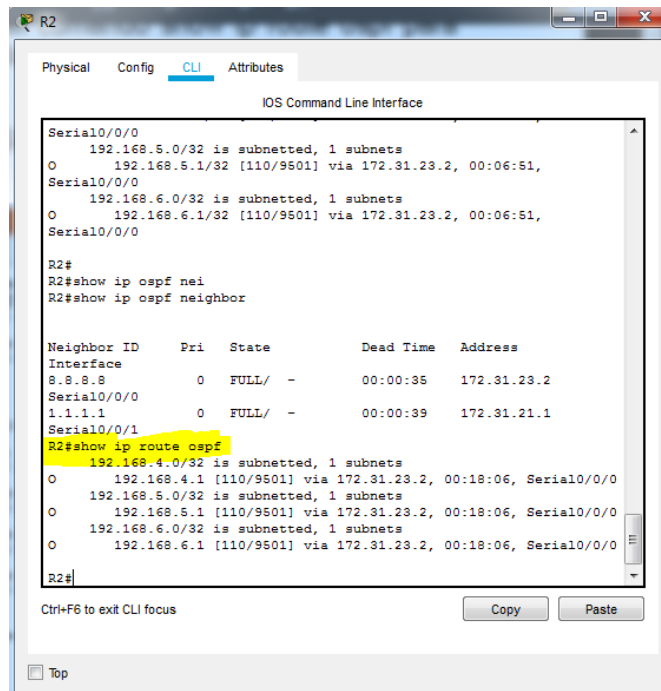 R2
Physical Config CLI Attributes
IOS Command Line Interface
Serial0/0/0
192.168.5.0/32 is subnetted, 1 subnets
O 192.168.5.1/32 [110/9501] via 172.31.23.2, 00:06:51,
Serial0/0/0
192.168.6.0/32 is subnetted, 1 subnets
O 192.168.6.1/32 [110/9501] via 172.31.23.2, 00:06:51,
Serial0/0/0
R2#
R2#show ip ospf nei
R2#show ip ospf neighbor
Neighbor ID Pri State Dead Time Address
Interface
8.8.8.8 0 FULL/ - 00:00:35 172.31.23.2
Serial0/0/0
1.1.1.1 0 FULL/ - 00:00:39 172.31.21.1
Serial0/0/1
R2#show ip route ospf
192.168.4.0/32 is subnetted, 1 subnets
O 192.168.4.1 [110/9501] via 172.31.23.2, 00:18:06, Serial0/0/0
192.168.5.0/32 is subnetted, 1 subnets
O 192.168.5.1 [110/9501] via 172.31.23.2, 00:18:06, Serial0/0/0
192.168.6.0/32 is subnetted, 1 subnets
O 192.168.6.1 [110/9501] via 172.31.23.2, 00:18:06, Serial0/0/0
R2#
Ctrl+F6 to exit CLI focus
Copy Paste
Top